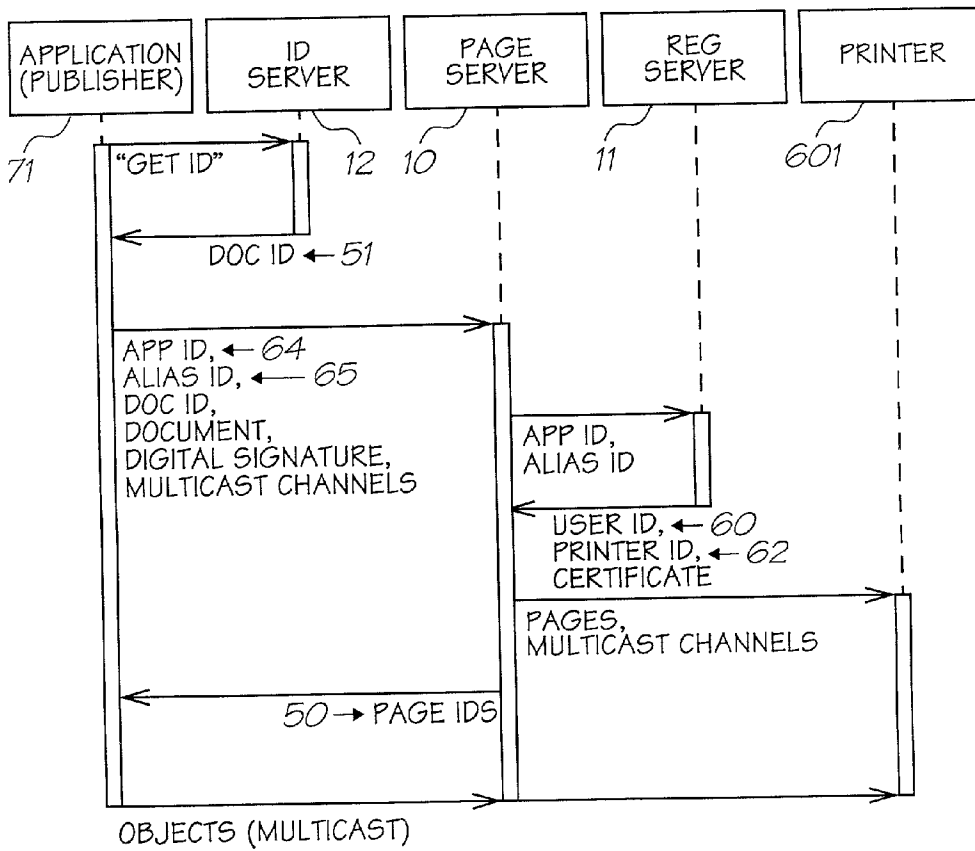 APPLICATION
(PUBLISHER)
ID
SERVER
PAGE
SERVER
REG
SERVER
PRINTER
71
12
10
11
601
"GET ID"
DOC ID ← 51
APP ID, ← 64
ALIAS ID, ← 65
DOC ID,
DOCUMENT,
DIGITAL SIGNATURE,
MULTICAST CHANNELS
APP ID,
ALIAS ID
USER ID, ← 60
PRINTER ID, ← 62
CERTIFICATE
PAGES,
MULTICAST CHANNELS
50 → PAGE IDS
OBJECTS (MULTICAST)